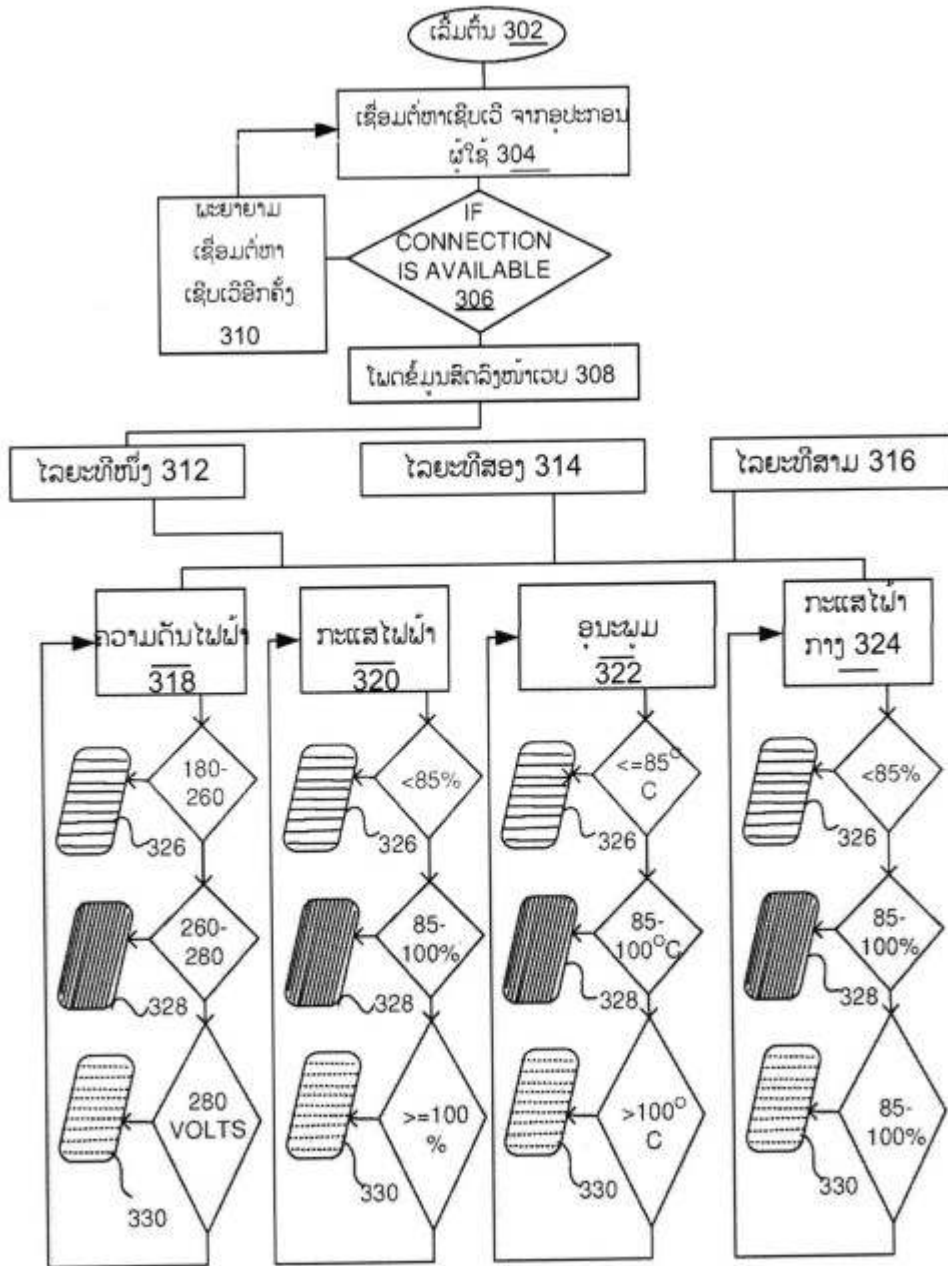 ເລີ່ມຕົ້ນ 302
ເຊື່ອມຕໍ່ຫາເຊີບເວີ ຈາກອຸປະກອນ
ຜູ້ໃຊ້ 304
ພະຍາຍາມ
ເຊື່ອມຕໍ່ຫາ
ເຊີບເວີອີກຄັ້ງ
310
IF
CONNECTION
IS AVAILABLE
306
ໂພດຂໍ້ມູນສົດລົງໜ້າເວບ 308
ໄລຍະທີໜຶ່ງ 312
ໄລຍະທີສອງ 314
ໄລຍະທີສາມ 316
ຄວາມດັນໄຟຟ້າ
318
ກະແສໄຟຟ້າ
320
ອຸນະພູມ
322
ກະແສໄຟຟ້າ
ກາງ 324
180-
260
326
<85%
326
<=85°
C
326
<85%
326
260-
280
328
85-
100%
328
85-
100°C
328
85-
100%
328
280
VOLTS
330
>=100
%
330
>100°
C
330
85-
100%
330